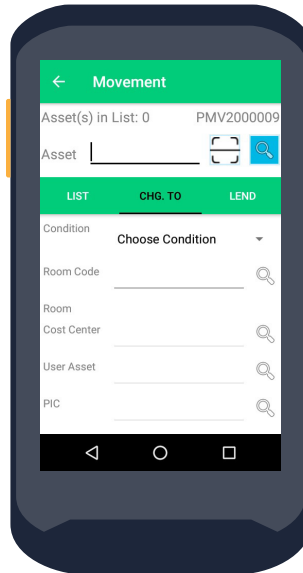 Movement
Asset(s) in List: 0 PMV2000009
Asset
LIST CHG. TO LEND
Condition
Choose Condition
Room Code
Room
Cost Center
User Asset
PIC